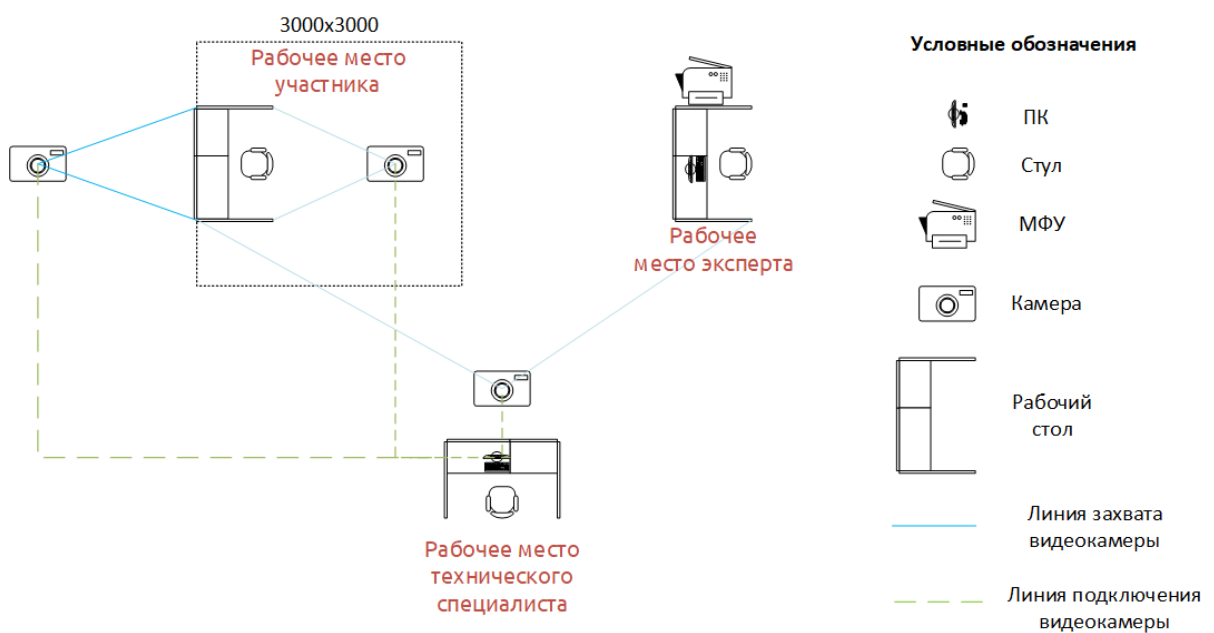 3000х3000
Рабочее место
участника
Рабочее
место эксперта
Рабочее место
технического
специалиста
Условные обозначения
ПК
Стул
МФУ
Камера
Рабочий
стол
Линия захвата
видеокамеры
Линия подключения
видеокамеры